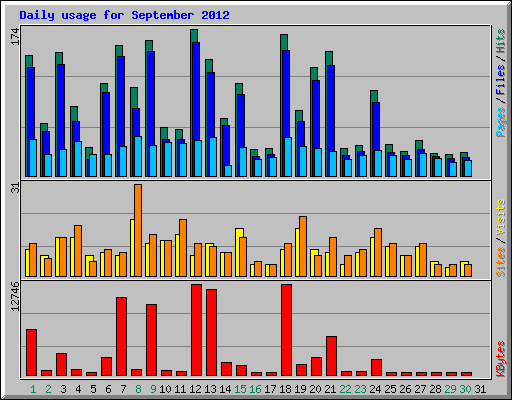 Daily usage for September 2012
174
Pages / Files / Hits
31
Sites / Visits
12746
KBytes
1 2 3 4 5 6 7 8 9 10 11 12 13 14 15 16 17 18 19 20 21 22 23 24 25 26 27 28 29 30 31